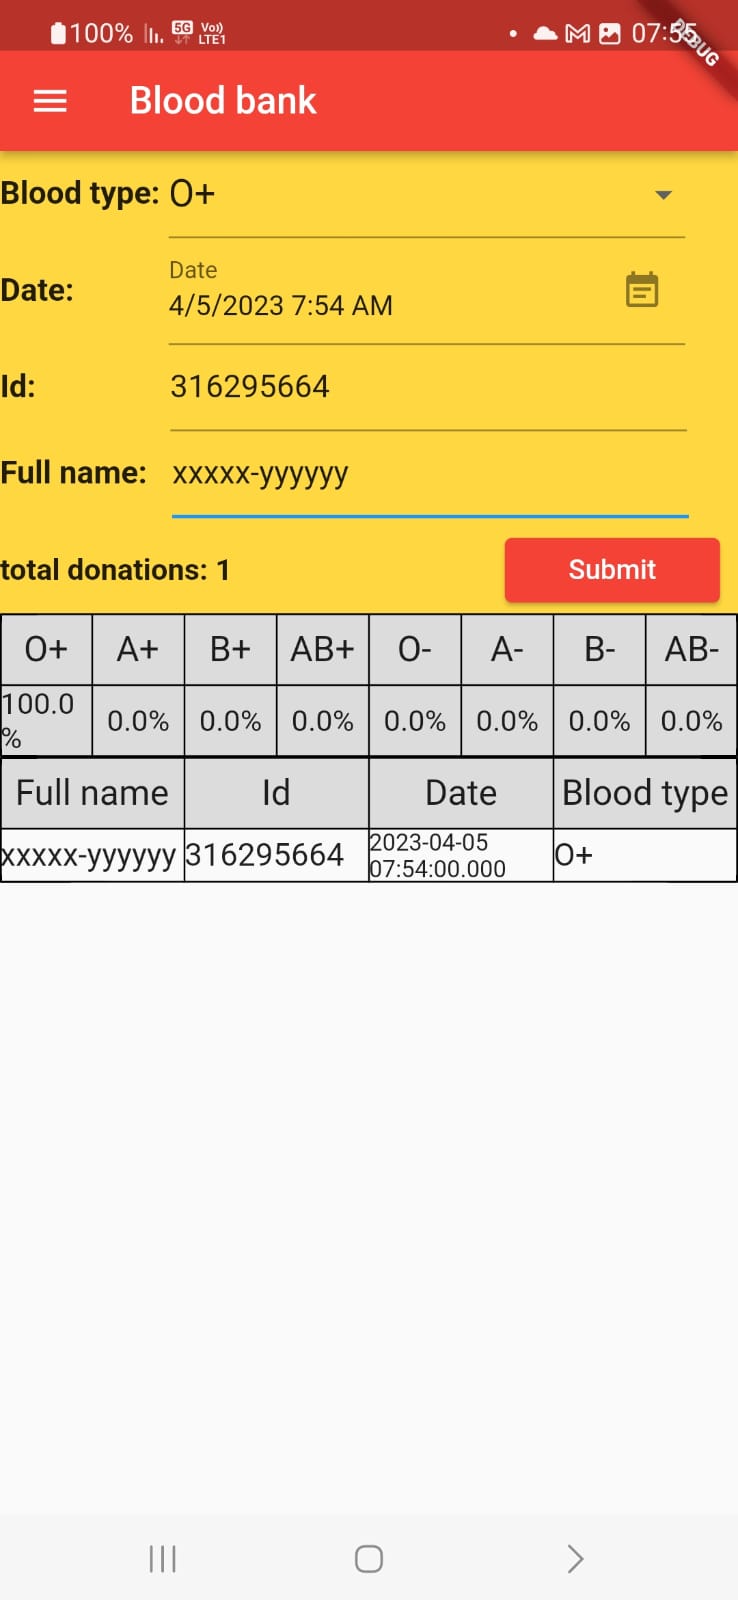 100% 5G Vo)) LTE1 07:55
DEBUG
Blood bank
Blood type: O+
Date
Date: 4/5/2023 7:54 AM
Id: 316295664
Full name: xxxxx-yyyyyy
total donations: 1 Submit
O+ A+ B+ AB+ O- A- B- AB-
100.0% 0.0% 0.0% 0.0% 0.0% 0.0% 0.0% 0.0%
Full name Id Date Blood type
xxxxx-yyyyyy 316295664 2023-04-05 07:54:00.000 O+